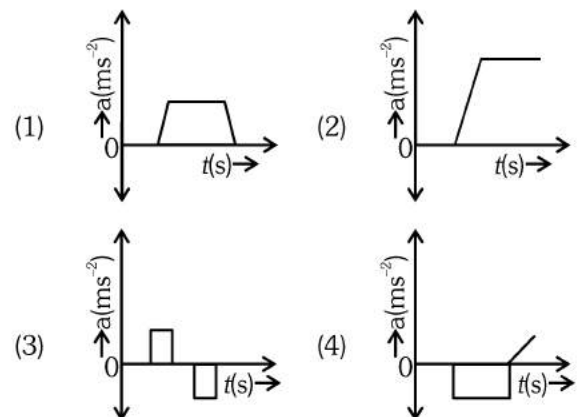 (1) a(ms⁻²) 0 t(s)
(2) a(ms⁻²) 0 t(s)
(3) a(ms⁻²) 0 t(s)
(4) a(ms⁻²) 0 t(s)